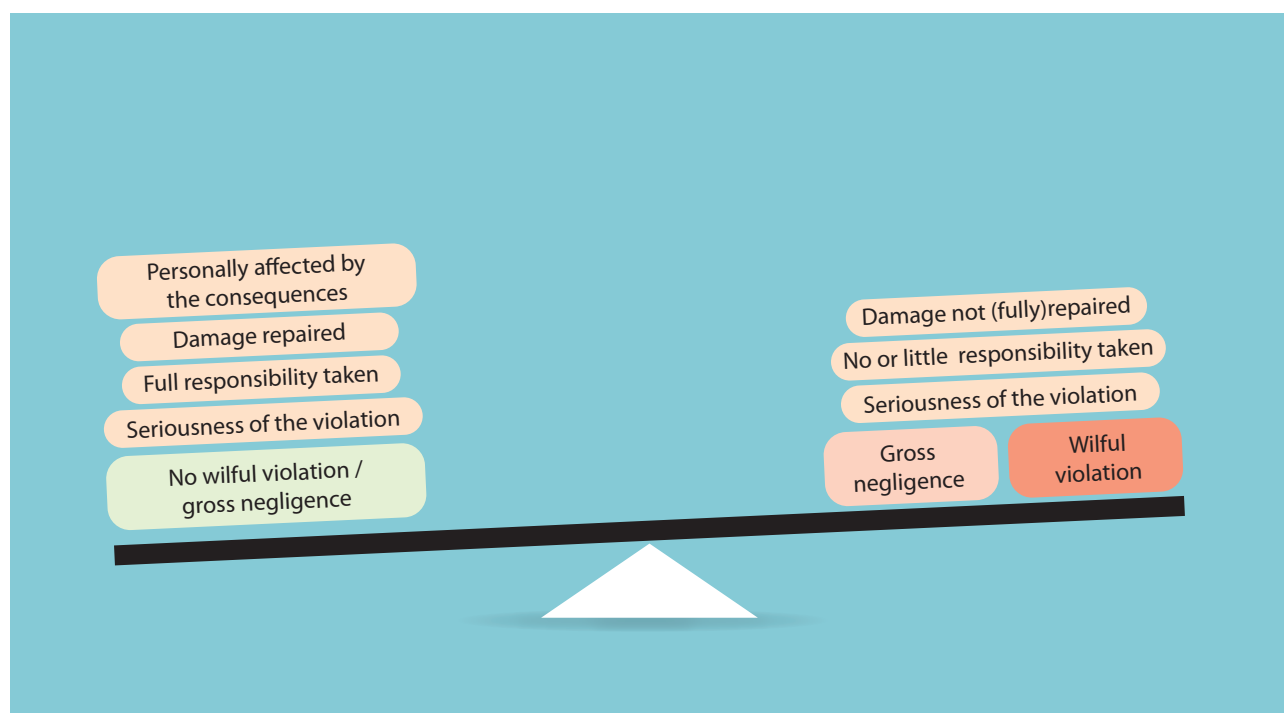 Personally affected by
the consequences
Damage repaired
Full responsibility taken
Seriousness of the violation
No wilful violation /
gross negligence
Damage not (fully)repaired
No or little  responsibility taken
Seriousness of the violation
Gross
negligence
Wilful
violation